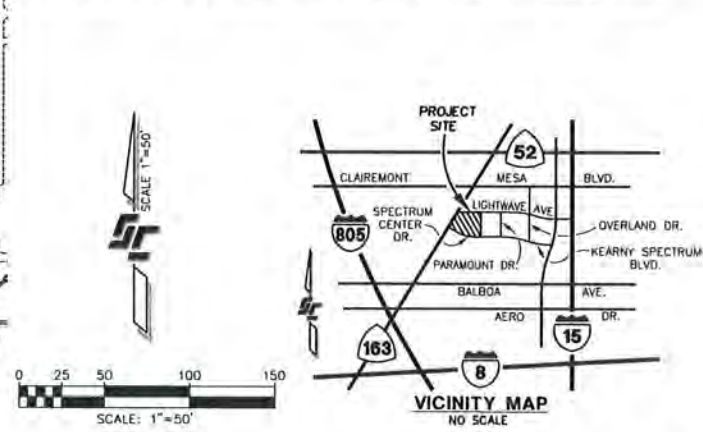 SCALE 1"=50'
0 25 50 100 150
SCALE: 1"=50'
PROJECT
SITE
52
CLAIREMONT MESA BLVD.
LIGHTWAVE AVE
SPECTRUM
CENTER
DR.
805
OVERLAND DR.
KEARNY SPECTRUM
BLVD.
PARAMOUNT DR.
BALBOA AVE.
AERO DR.
163
15
8
VICINITY MAP
NO SCALE